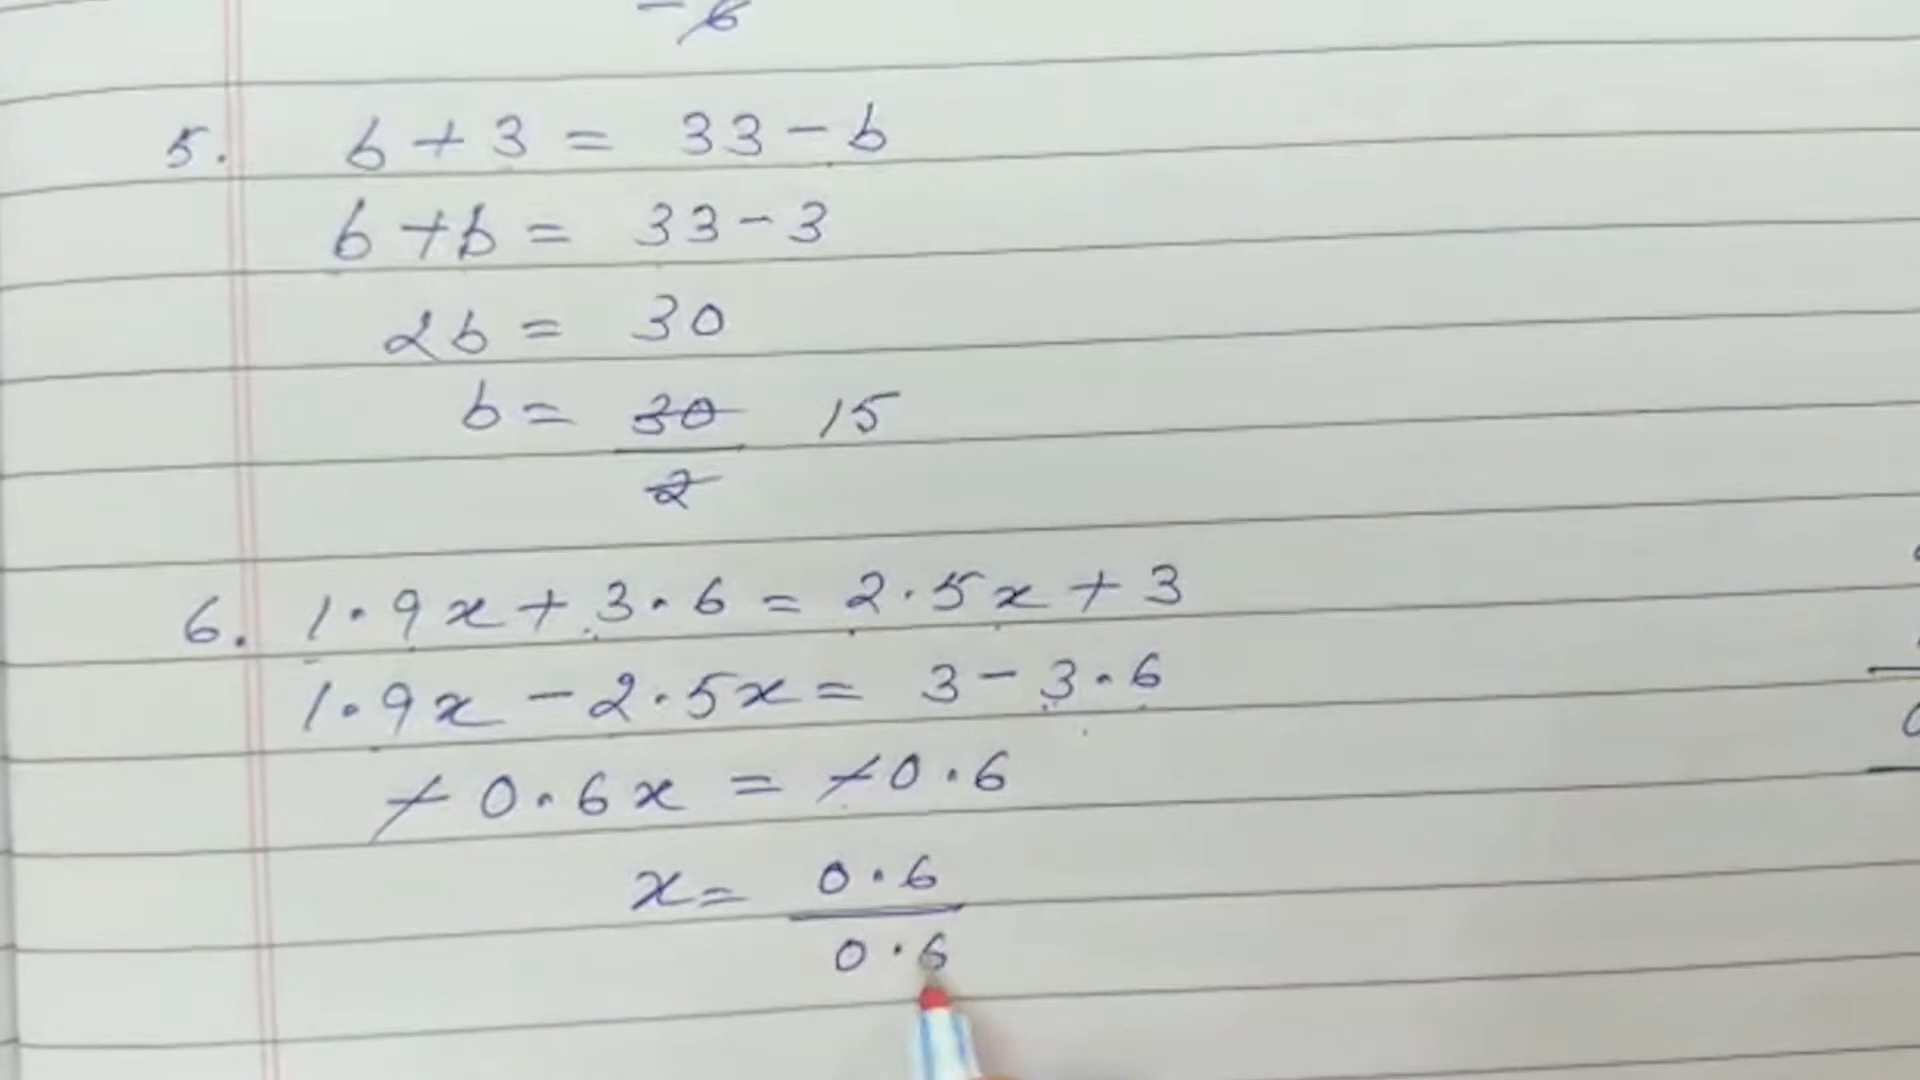 - 6
5. b + 3 = 33 - b
b + b = 33 - 3
2b = 30
b = 30 15
2
6. 1.9x + 3.6 = 2.5x + 3
1.9x - 2.5x = 3 - 3.6
- 0.6x = -0.6
x = 0.6
0.6